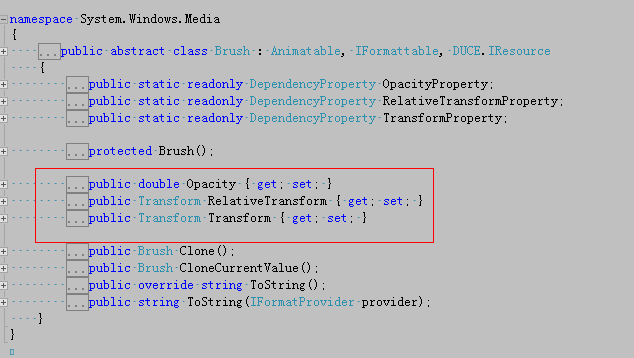 namespace System.Windows.Media
{
...public abstract class Brush : Animatable, IFormattable, DUCE.IResource
{
...public static readonly DependencyProperty OpacityProperty;
...public static readonly DependencyProperty RelativeTransformProperty;
...public static readonly DependencyProperty TransformProperty;
...protected Brush();
...public double Opacity { get; set; }
...public Transform RelativeTransform { get; set; }
...public Transform Transform { get; set; }
...public Brush Clone();
...public Brush CloneCurrentValue();
...public override string ToString();
...public string ToString(IFormatProvider provider);
}
}